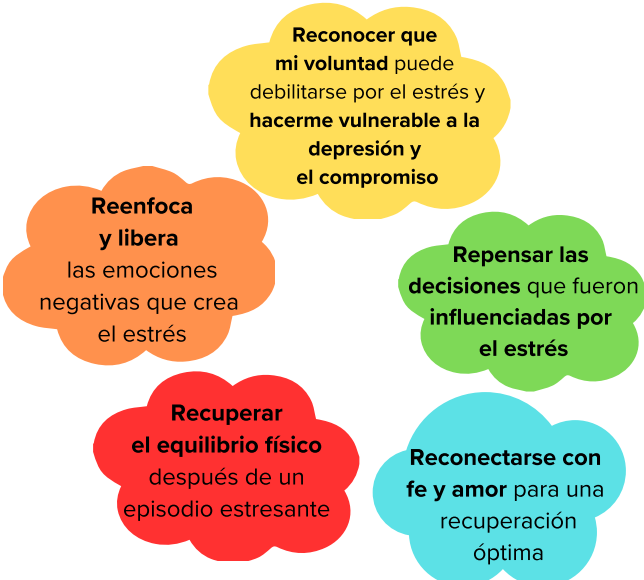 Reconocer que
mi voluntad puede
debilitarse por el estrés y
hacerme vulnerable a la
depresión y
el compromiso
Reenfoca
y libera
las emociones
negativas que crea
el estrés
Repensar las
decisiones que fueron
influenciadas por
el estrés
Recuperar
el equilibrio físico
después de un
episodio estresante
Reconectarse con
fe y amor para una
recuperación
óptima